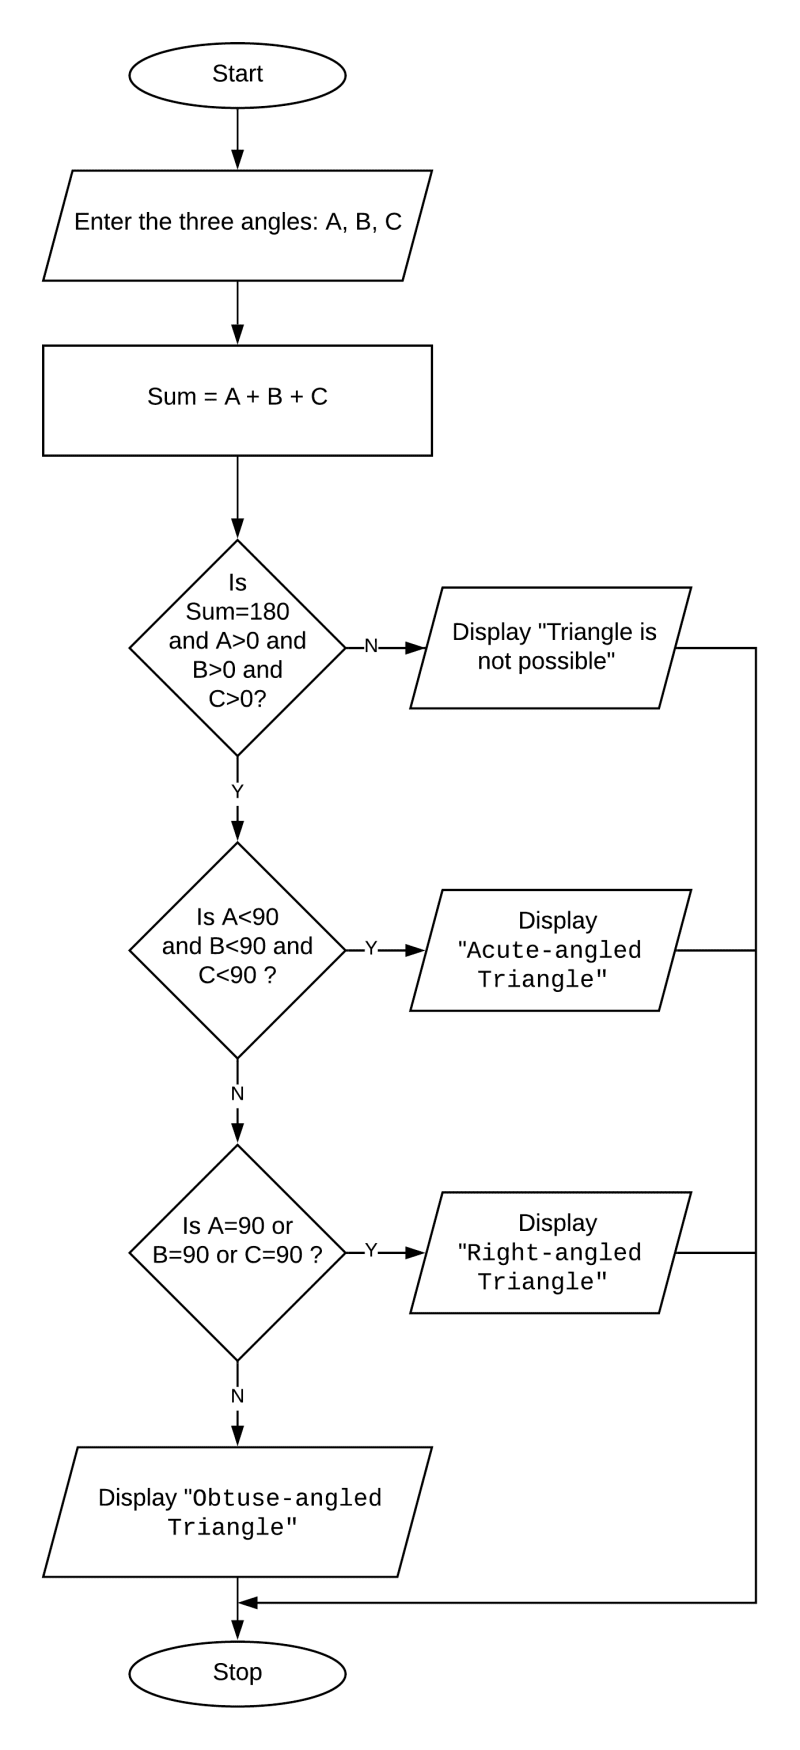 Start
Enter the three angles: A, B, C
Sum = A + B + C
Is
Sum=180
and A>0 and
B>0 and
C>0?
N
Display "Triangle is
not possible"
Y
Is A<90
and B<90 and
C<90 ?
Y
Display
"Acute-angled
Triangle"
N
Is A=90 or
B=90 or C=90 ?
Y
Display
"Right-angled
Triangle"
N
Display "Obtuse-angled
Triangle"
Stop